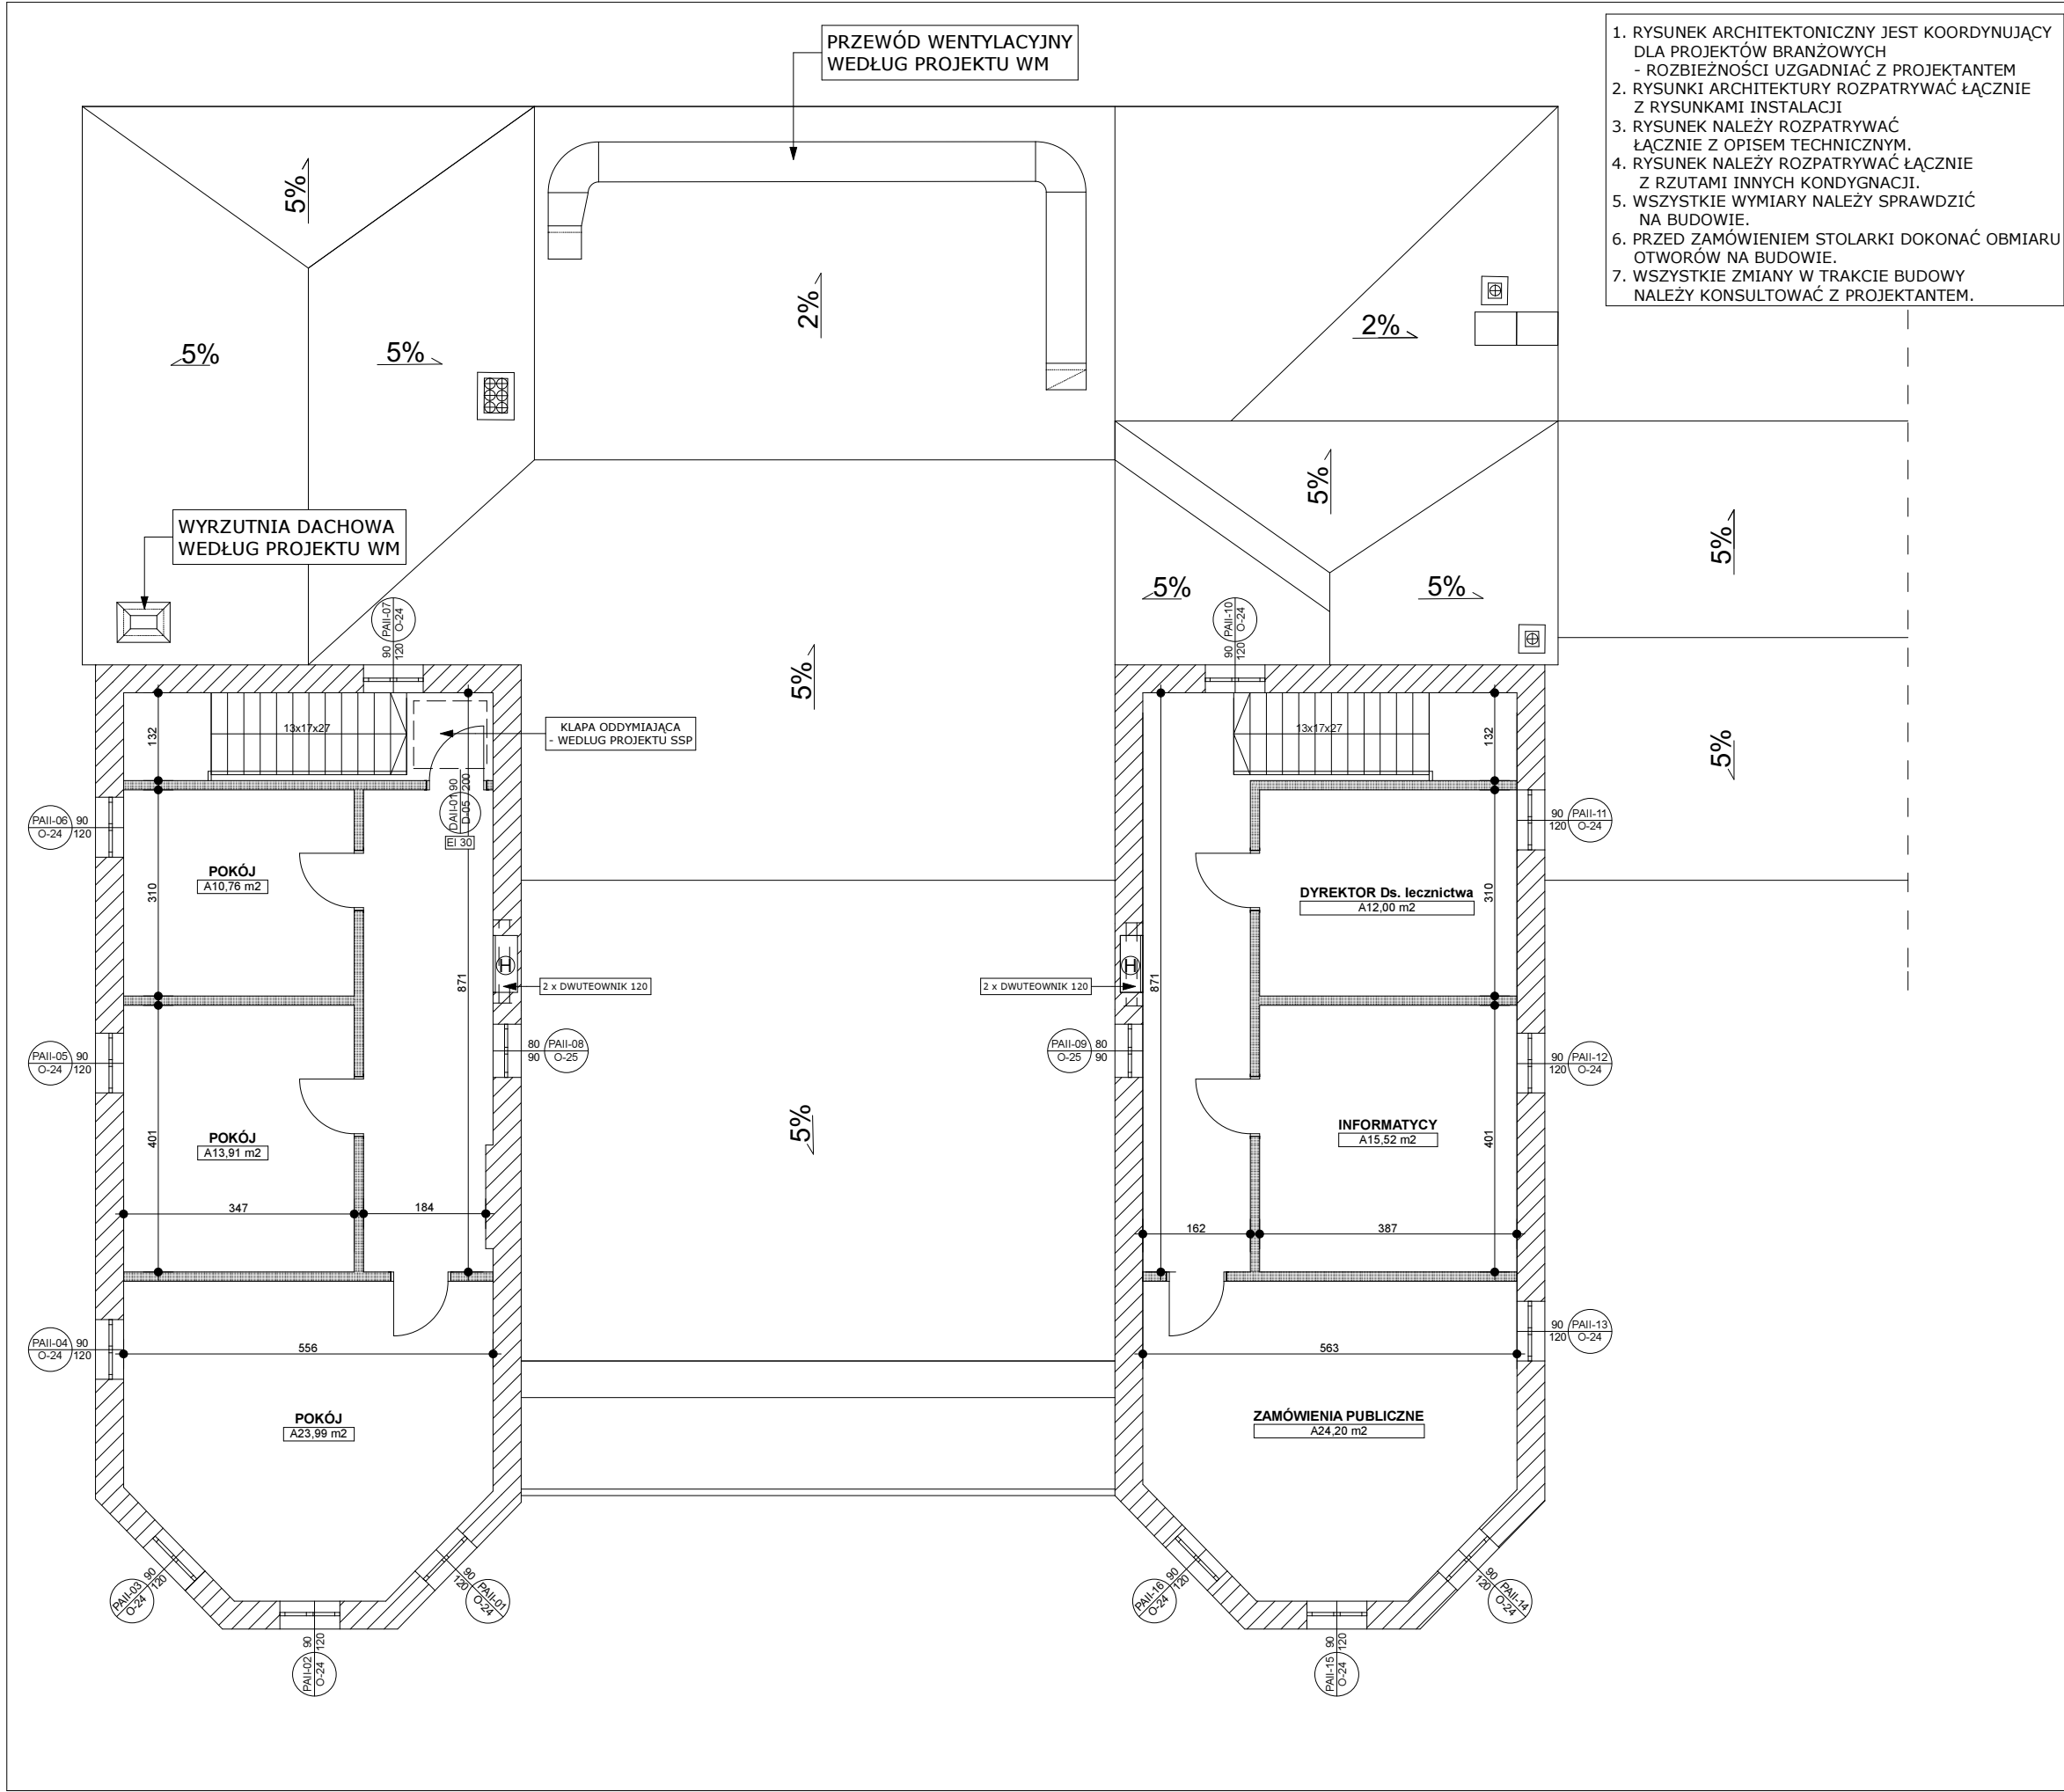 PRZEWÓD WENTYLACYJNY
WEDŁUG PROJEKTU WM
1. RYSUNEK ARCHITEKTONICZNY JEST KOORDYNUJĄCY
DLA PROJEKTÓW BRANŻOWYCH
- ROZBIEŻNOŚCI UZGADNIAĆ Z PROJEKTANTEM
2. RYSUNKI ARCHITEKTURY ROZPATRYWAĆ ŁĄCZNIE
Z RYSUNKAMI INSTALACJI
3. RYSUNEK NALEŻY ROZPATRYWAĆ
ŁĄCZNIE Z OPISEM TECHNICZNYM.
4. RYSUNEK NALEŻY ROZPATRYWAĆ ŁĄCZNIE
Z RZUTAMI INNYCH KONDYGNACJI.
5. WSZYSTKIE WYMIARY NALEŻY SPRAWDZIĆ
NA BUDOWIE.
6. PRZED ZAMÓWIENIEM STOLARKI DOKONAĆ OBMIARU
OTWORÓW NA BUDOWIE.
7. WSZYSTKIE ZMIANY W TRAKCIE BUDOWY
NALEŻY KONSULTOWAĆ Z PROJEKTANTEM.
5%
5%
5%
2%
2%
WYRZUTNIA DACHOWA
WEDŁUG PROJEKTU WM
5%
5%
5%
5%
5%
5%
5%
PAII-07 90
O-24 120
PAII-10 90
O-24 120
KLAPA ODDYMIAJĄCA
- WEDLUG PROJEKTU SSP
13x17x27
132
13x17x27
132
DAII-01 90
D-05 200
EI 30
PAII-06 90
O-24 120
POKÓJ
A10,76 m2
310
871
H
2 x DWUTEOWNIK 120
2 x DWUTEOWNIK 120
H
871
DYREKTOR Ds. lecznictwa
A12,00 m2
310
90 PAII-11
120 O-24
PAII-05 90
O-24 120
80 PAII-08
90 O-25
PAII-09 80
O-25 90
90 PAII-12
120 O-24
POKÓJ
A13,91 m2
401
347
184
INFORMATYCY
A15,52 m2
401
162
387
PAII-04 90
O-24 120
556
563
90 PAII-13
120 O-24
POKÓJ
A23,99 m2
ZAMÓWIENIA PUBLICZNE
A24,20 m2
PAII-03 90
O-24 120
90 PAII-01
120 O-24
PAII-02 90
O-24 120
PAII-16 90
O-24 120
90 PAII-14
120 O-24
PAII-15 90
O-24 120